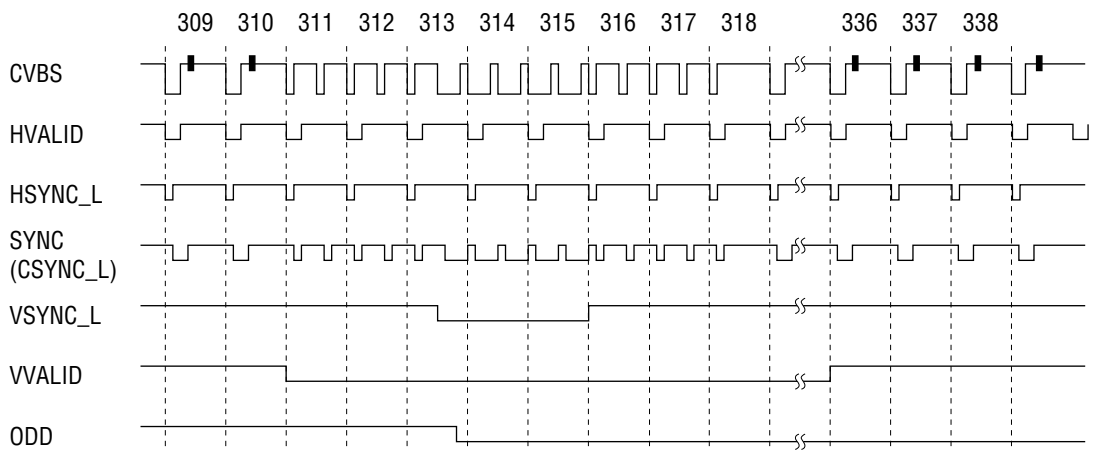 309 310 311 312 313 314 315 316 317 318 336 337 338
CVBS
HVALID
HSYNC_L
SYNC
(CSYNC_L)
VSYNC_L
VVALID
ODD